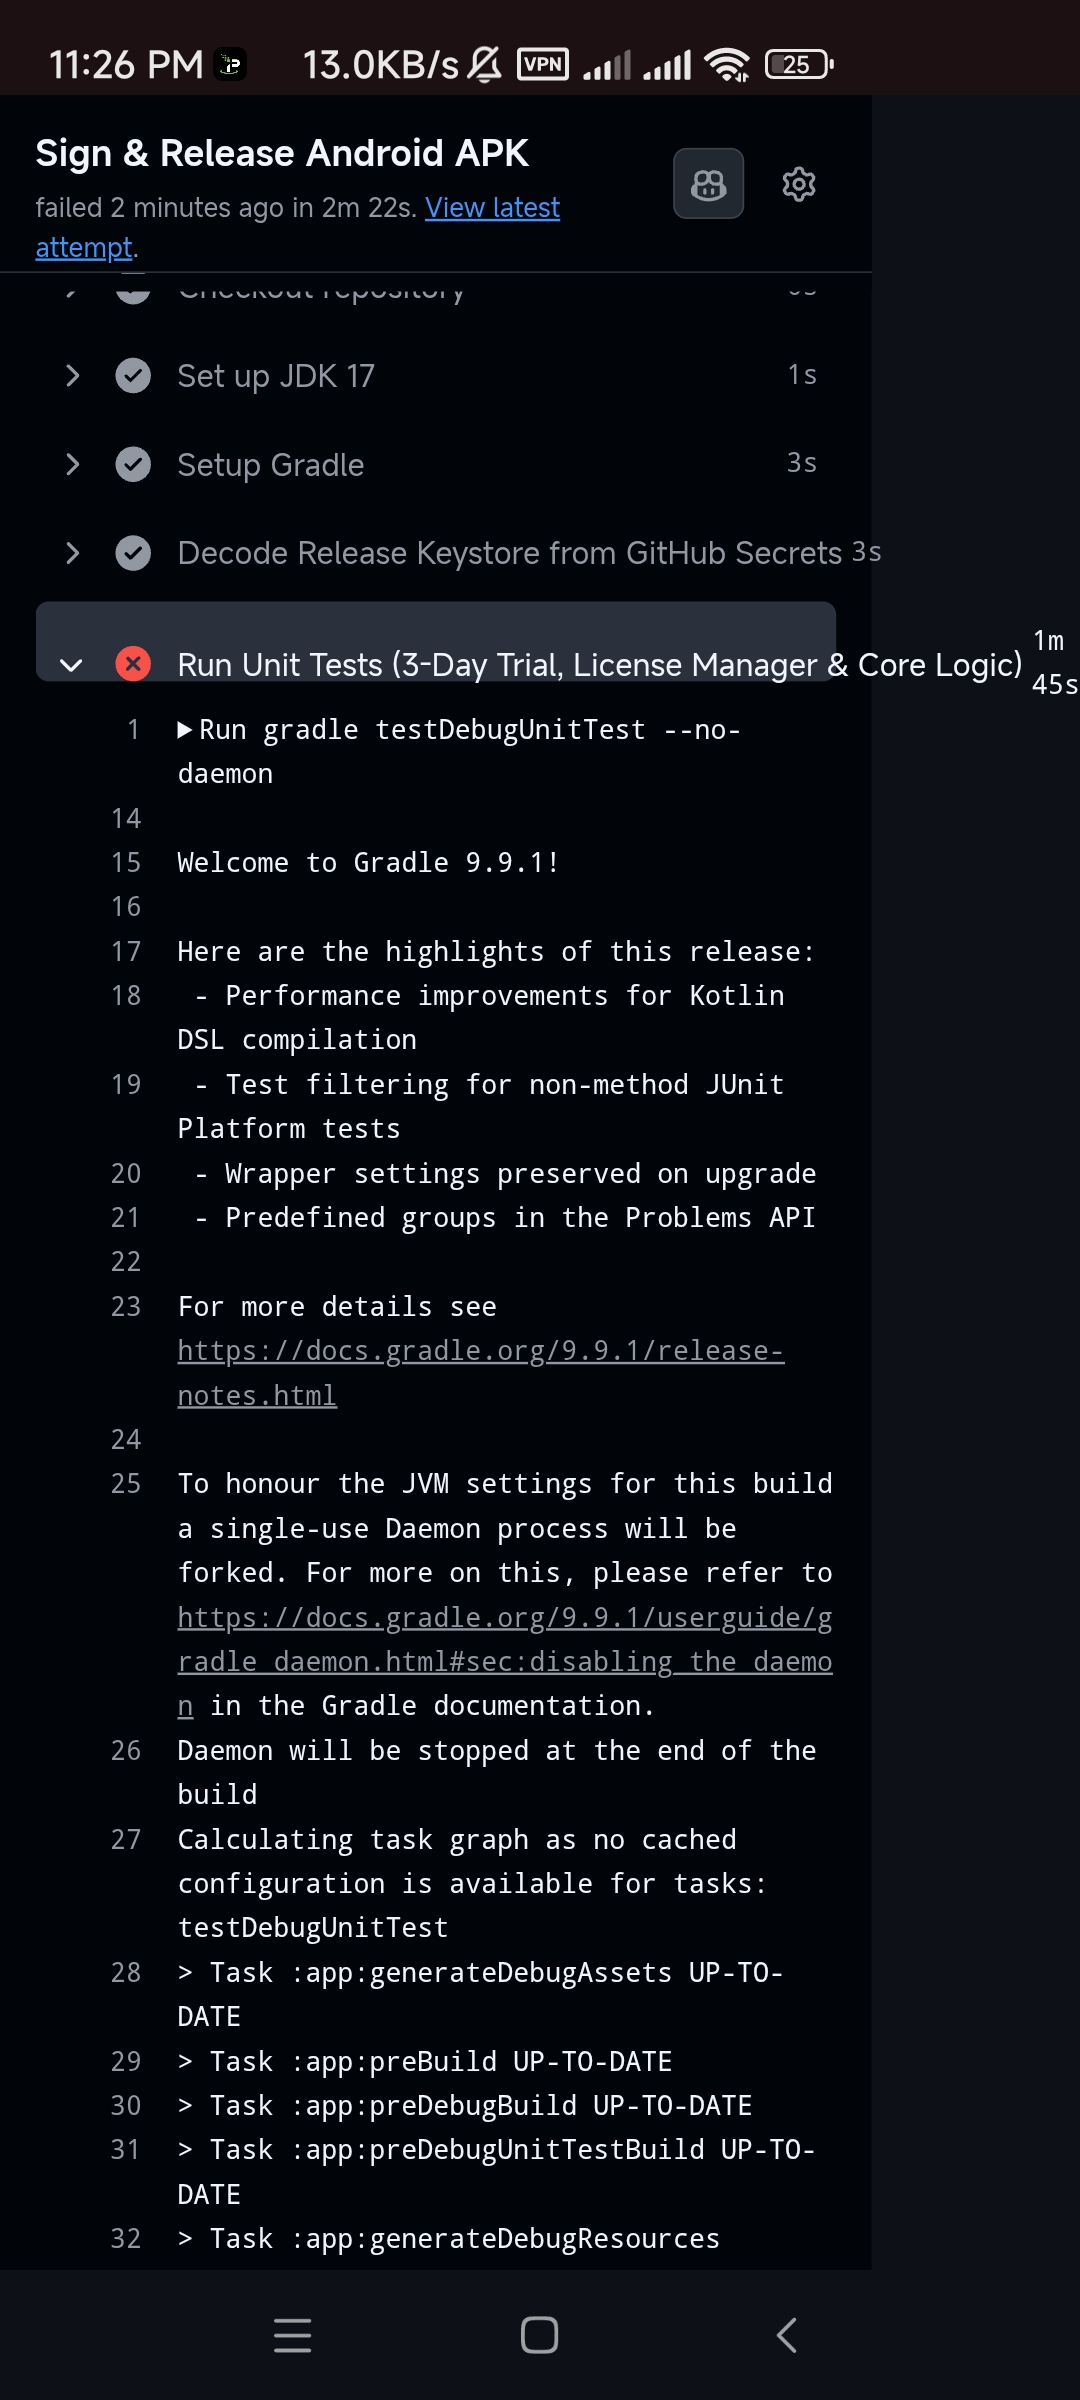 11:26 PM 13.0KB/s VPN 25
Sign & Release Android APK
failed 2 minutes ago in 2m 22s. View latest
attempt.
Checkout repository
Set up JDK 17 1s
Setup Gradle 3s
Decode Release Keystore from GitHub Secrets 3s
Run Unit Tests (3-Day Trial, License Manager & Core Logic) 1m 45s
1 ▶Run gradle testDebugUnitTest --no-
daemon
14
15 Welcome to Gradle 9.9.1!
16
17 Here are the highlights of this release:
18 - Performance improvements for Kotlin
DSL compilation
19 - Test filtering for non-method JUnit
Platform tests
20 - Wrapper settings preserved on upgrade
21 - Predefined groups in the Problems API
22
23 For more details see
https://docs.gradle.org/9.9.1/release-
notes.html
24
25 To honour the JVM settings for this build
a single-use Daemon process will be
forked. For more on this, please refer to
https://docs.gradle.org/9.9.1/userguide/g
radle_daemon.html#sec:disabling_the_daemo
n in the Gradle documentation.
26 Daemon will be stopped at the end of the
build
27 Calculating task graph as no cached
configuration is available for tasks:
testDebugUnitTest
28 > Task :app:generateDebugAssets UP-TO-
DATE
29 > Task :app:preBuild UP-TO-DATE
30 > Task :app:preDebugBuild UP-TO-DATE
31 > Task :app:preDebugUnitTestBuild UP-TO-
DATE
32 > Task :app:generateDebugResources